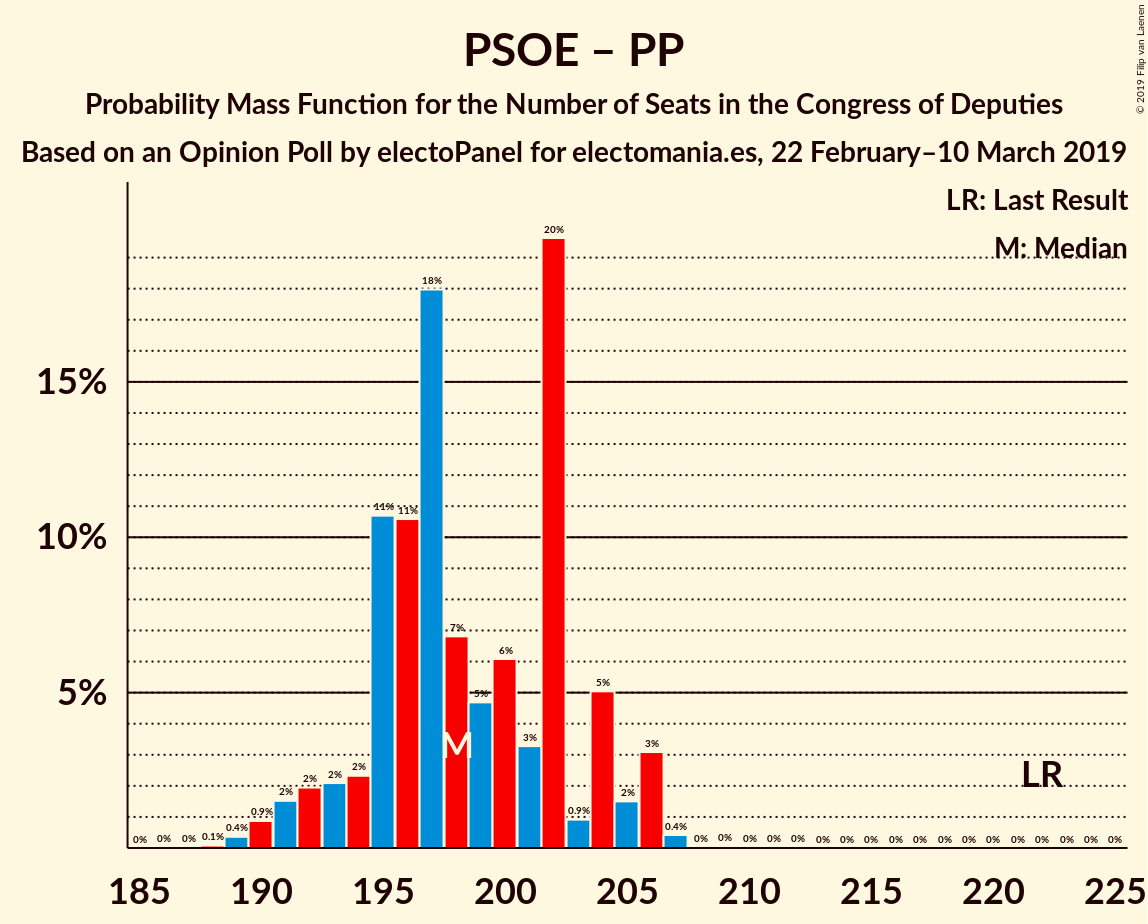 PSOE – PP
Probability Mass Function for the Number of Seats in the Congress of Deputies
Based on an Opinion Poll by electoPanel for electomania.es, 22 February–10 March 2019
© 2019 Filip van Laenen
LR: Last Result
M: Median
15%
10%
5%
0% 0% 0% 0.1% 0.4% 0.9% 2% 2% 2% 2% 11% 11% 18% 7% 5% 6% 3% 20% 0.9% 5% 2% 3% 0.4% 0% 0% 0% 0% 0% 0% 0% 0% 0% 0% 0% 0% 0% 0% 0% 0% 0% 0%
M
LR
185 190 195 200 205 210 215 220 225